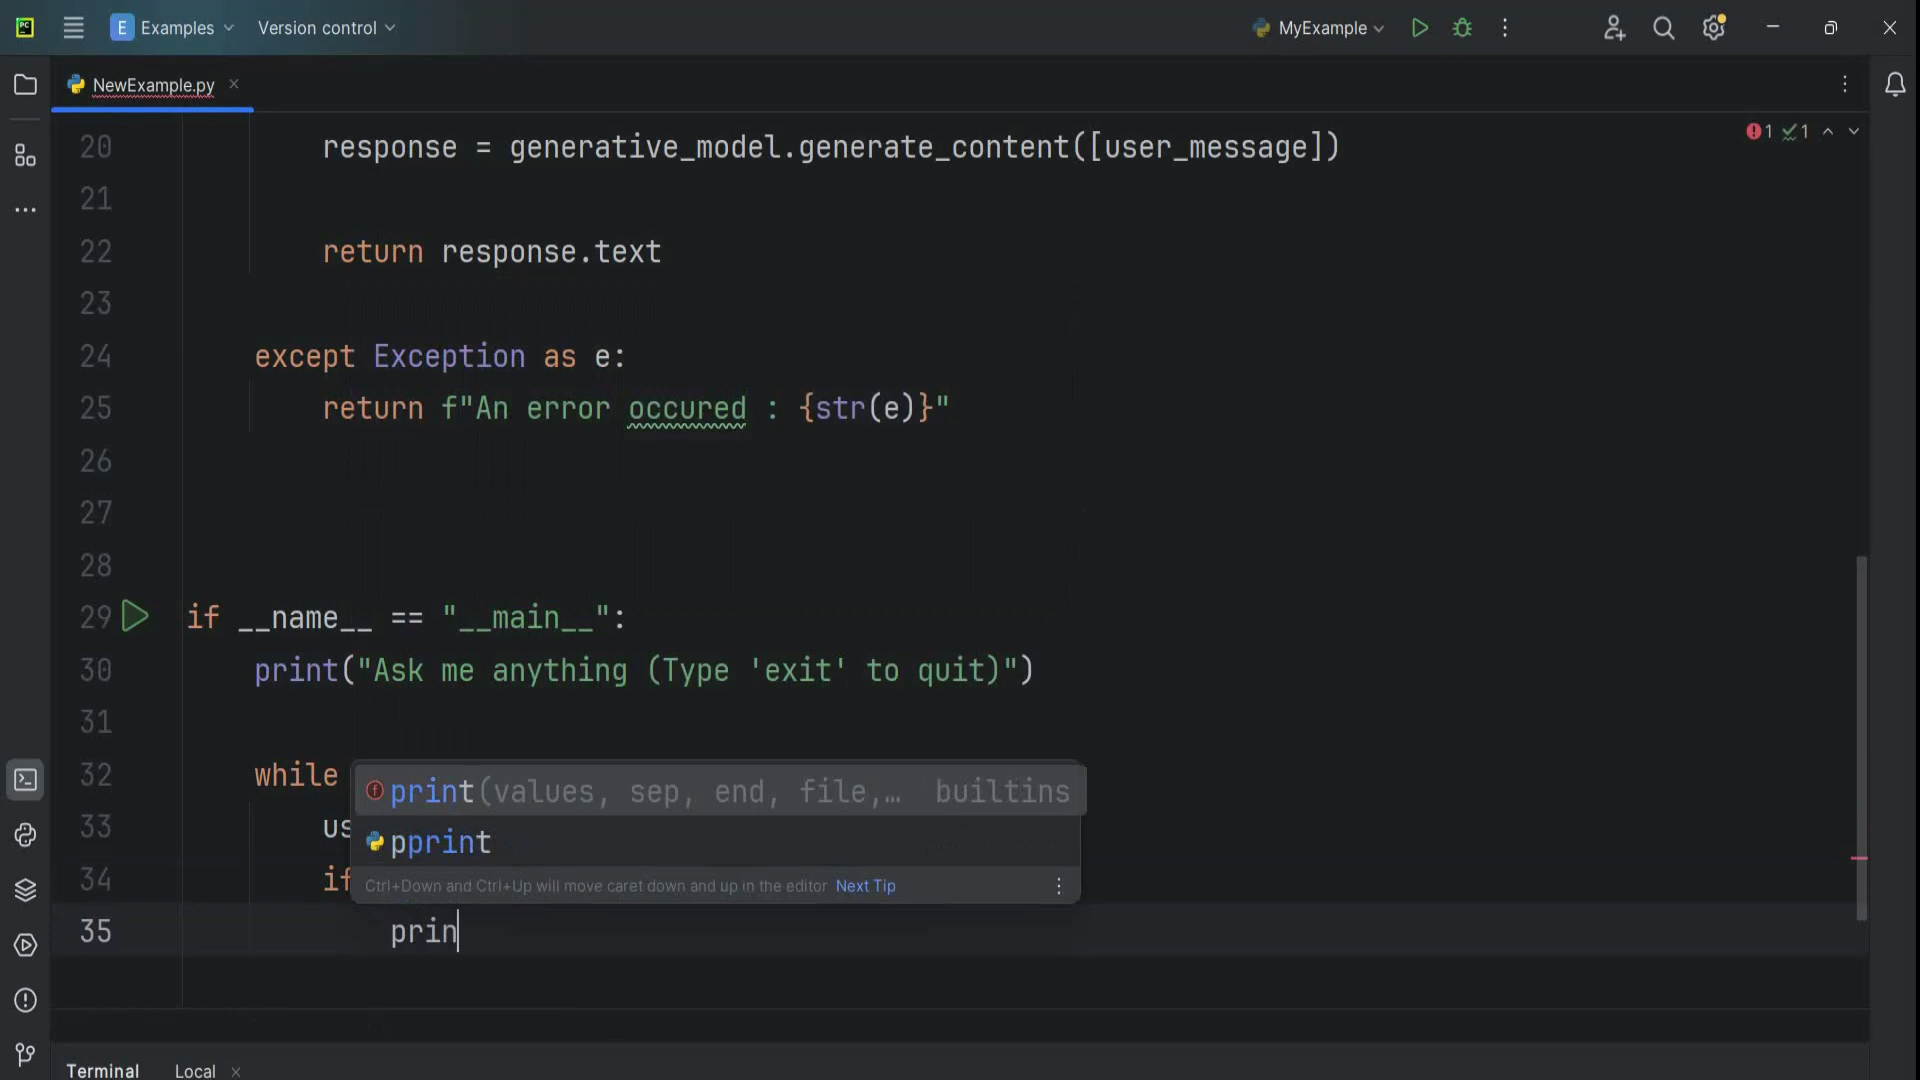 PC
E Examples Version control MyExample
NewExample.py
1 1
20 response = generative_model.generate_content([user_message])
21
22 return response.text
23
24 except Exception as e:
25 return f"An error occured : {str(e)}"
26
27
28
29 if __name__ == "__main__":
30 print("Ask me anything (Type 'exit' to quit)")
31
32 while
print(values, sep, end, file,… builtins
33 us
pprint
34 if
Ctrl+Down and Ctrl+Up will move caret down and up in the editor Next Tip
35 prin
Terminal Local